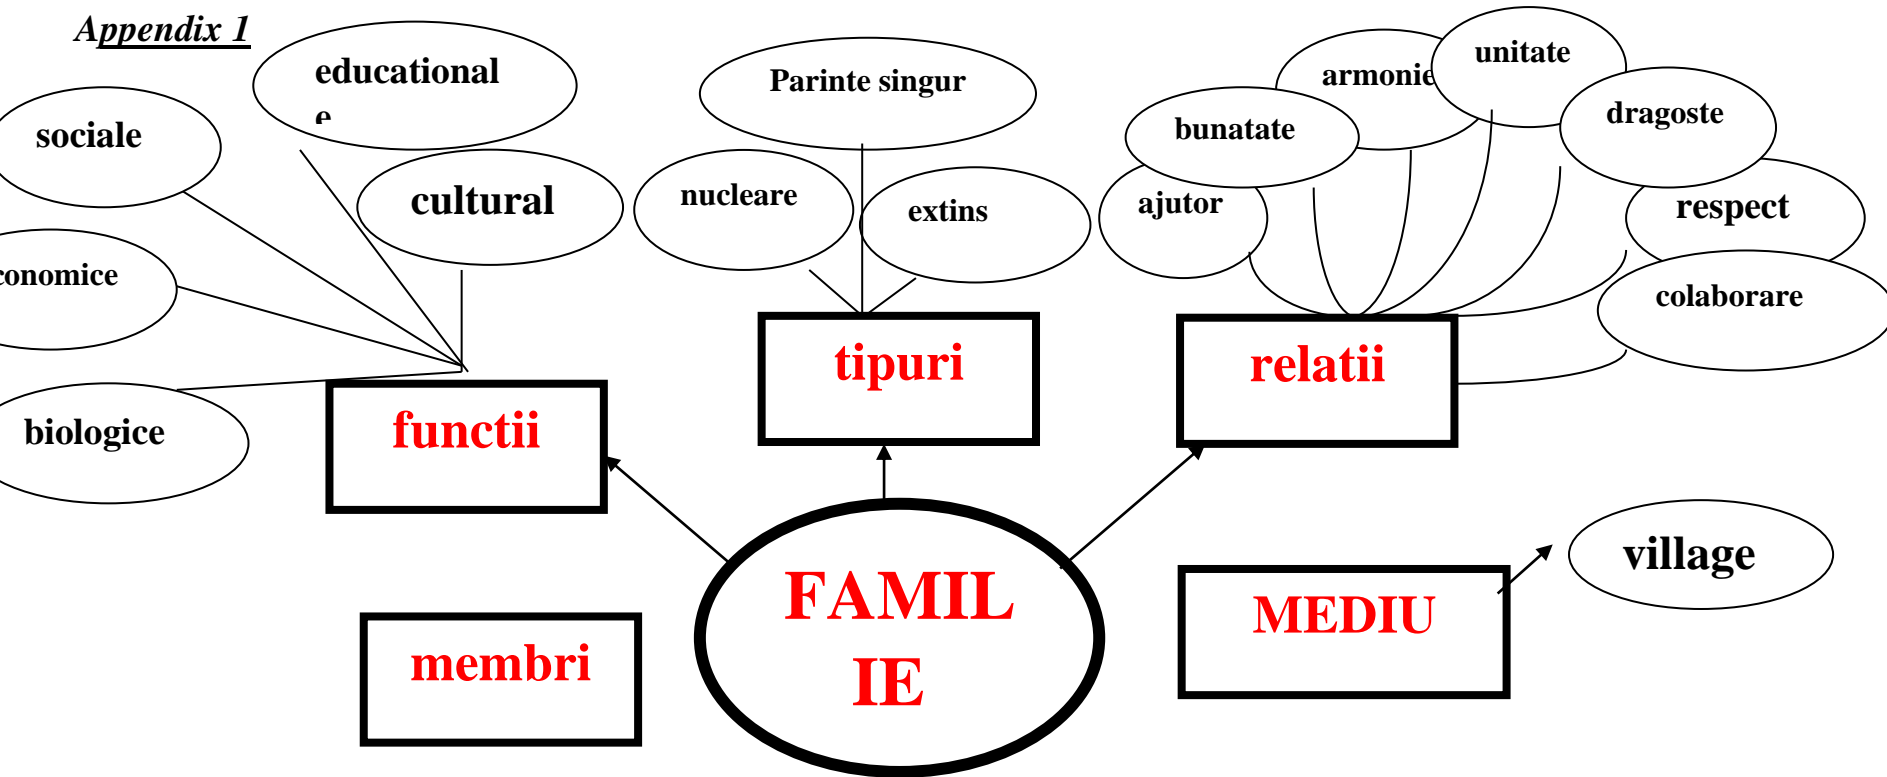 Appendix 1
educational
e
sociale
cultural
conomice
biologice
functii
Parinte singur
nucleare
extins
tipuri
armonie
unitate
bunatate
dragoste
ajutor
respect
colaborare
relatii
FAMIL
IE
membri
MEDIU
village